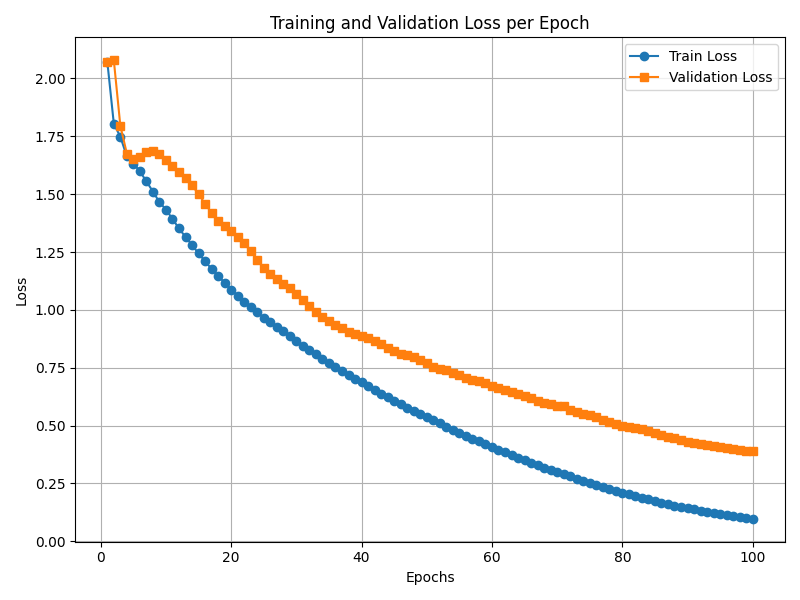 Training and Validation Loss per Epoch
Train Loss
Validation Loss
2.00
1.75
1.50
1.25
1.00
0.75
0.50
0.25
0.00
Loss
0 20 40 60 80 100
Epochs